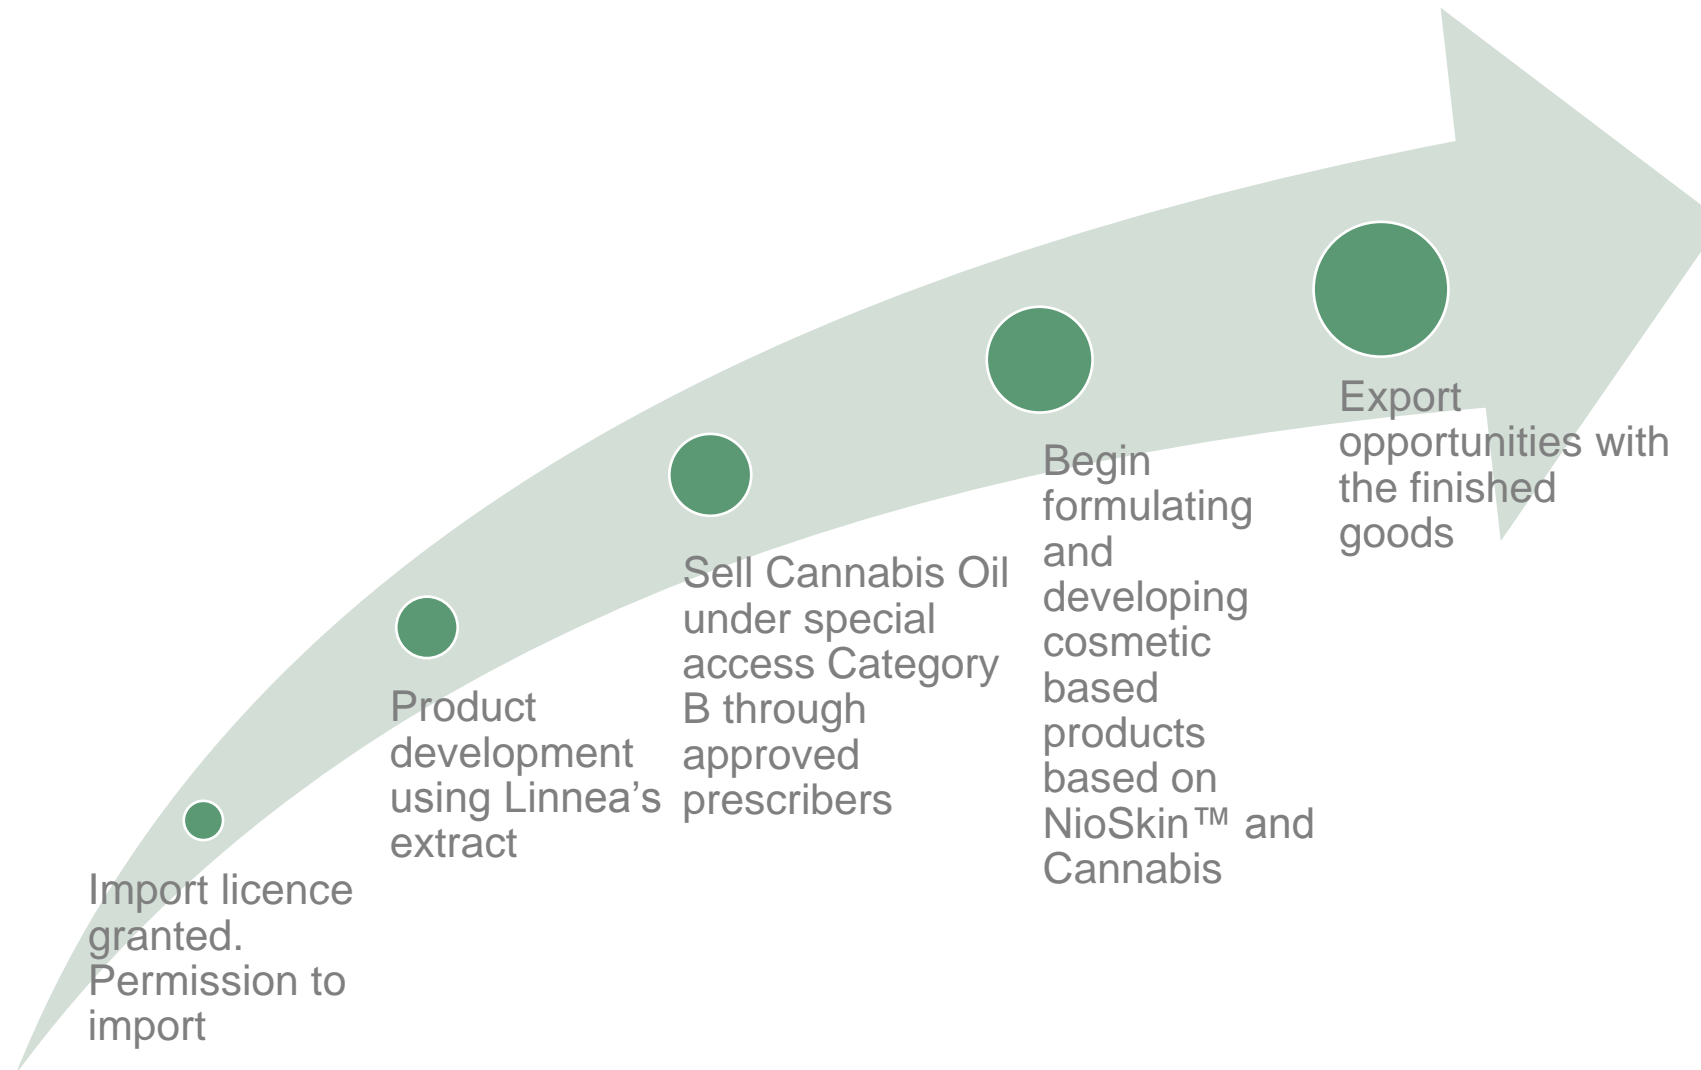 Import licence
granted.
Permission to
import
Product
development
using Linnea’s
extract
Sell Cannabis Oil
under special
access Category
B through
approved
prescribers
Begin
formulating
and
developing
cosmetic
based
products
based on
NioSkin™ and
Cannabis
Export
opportunities with
the finished
goods